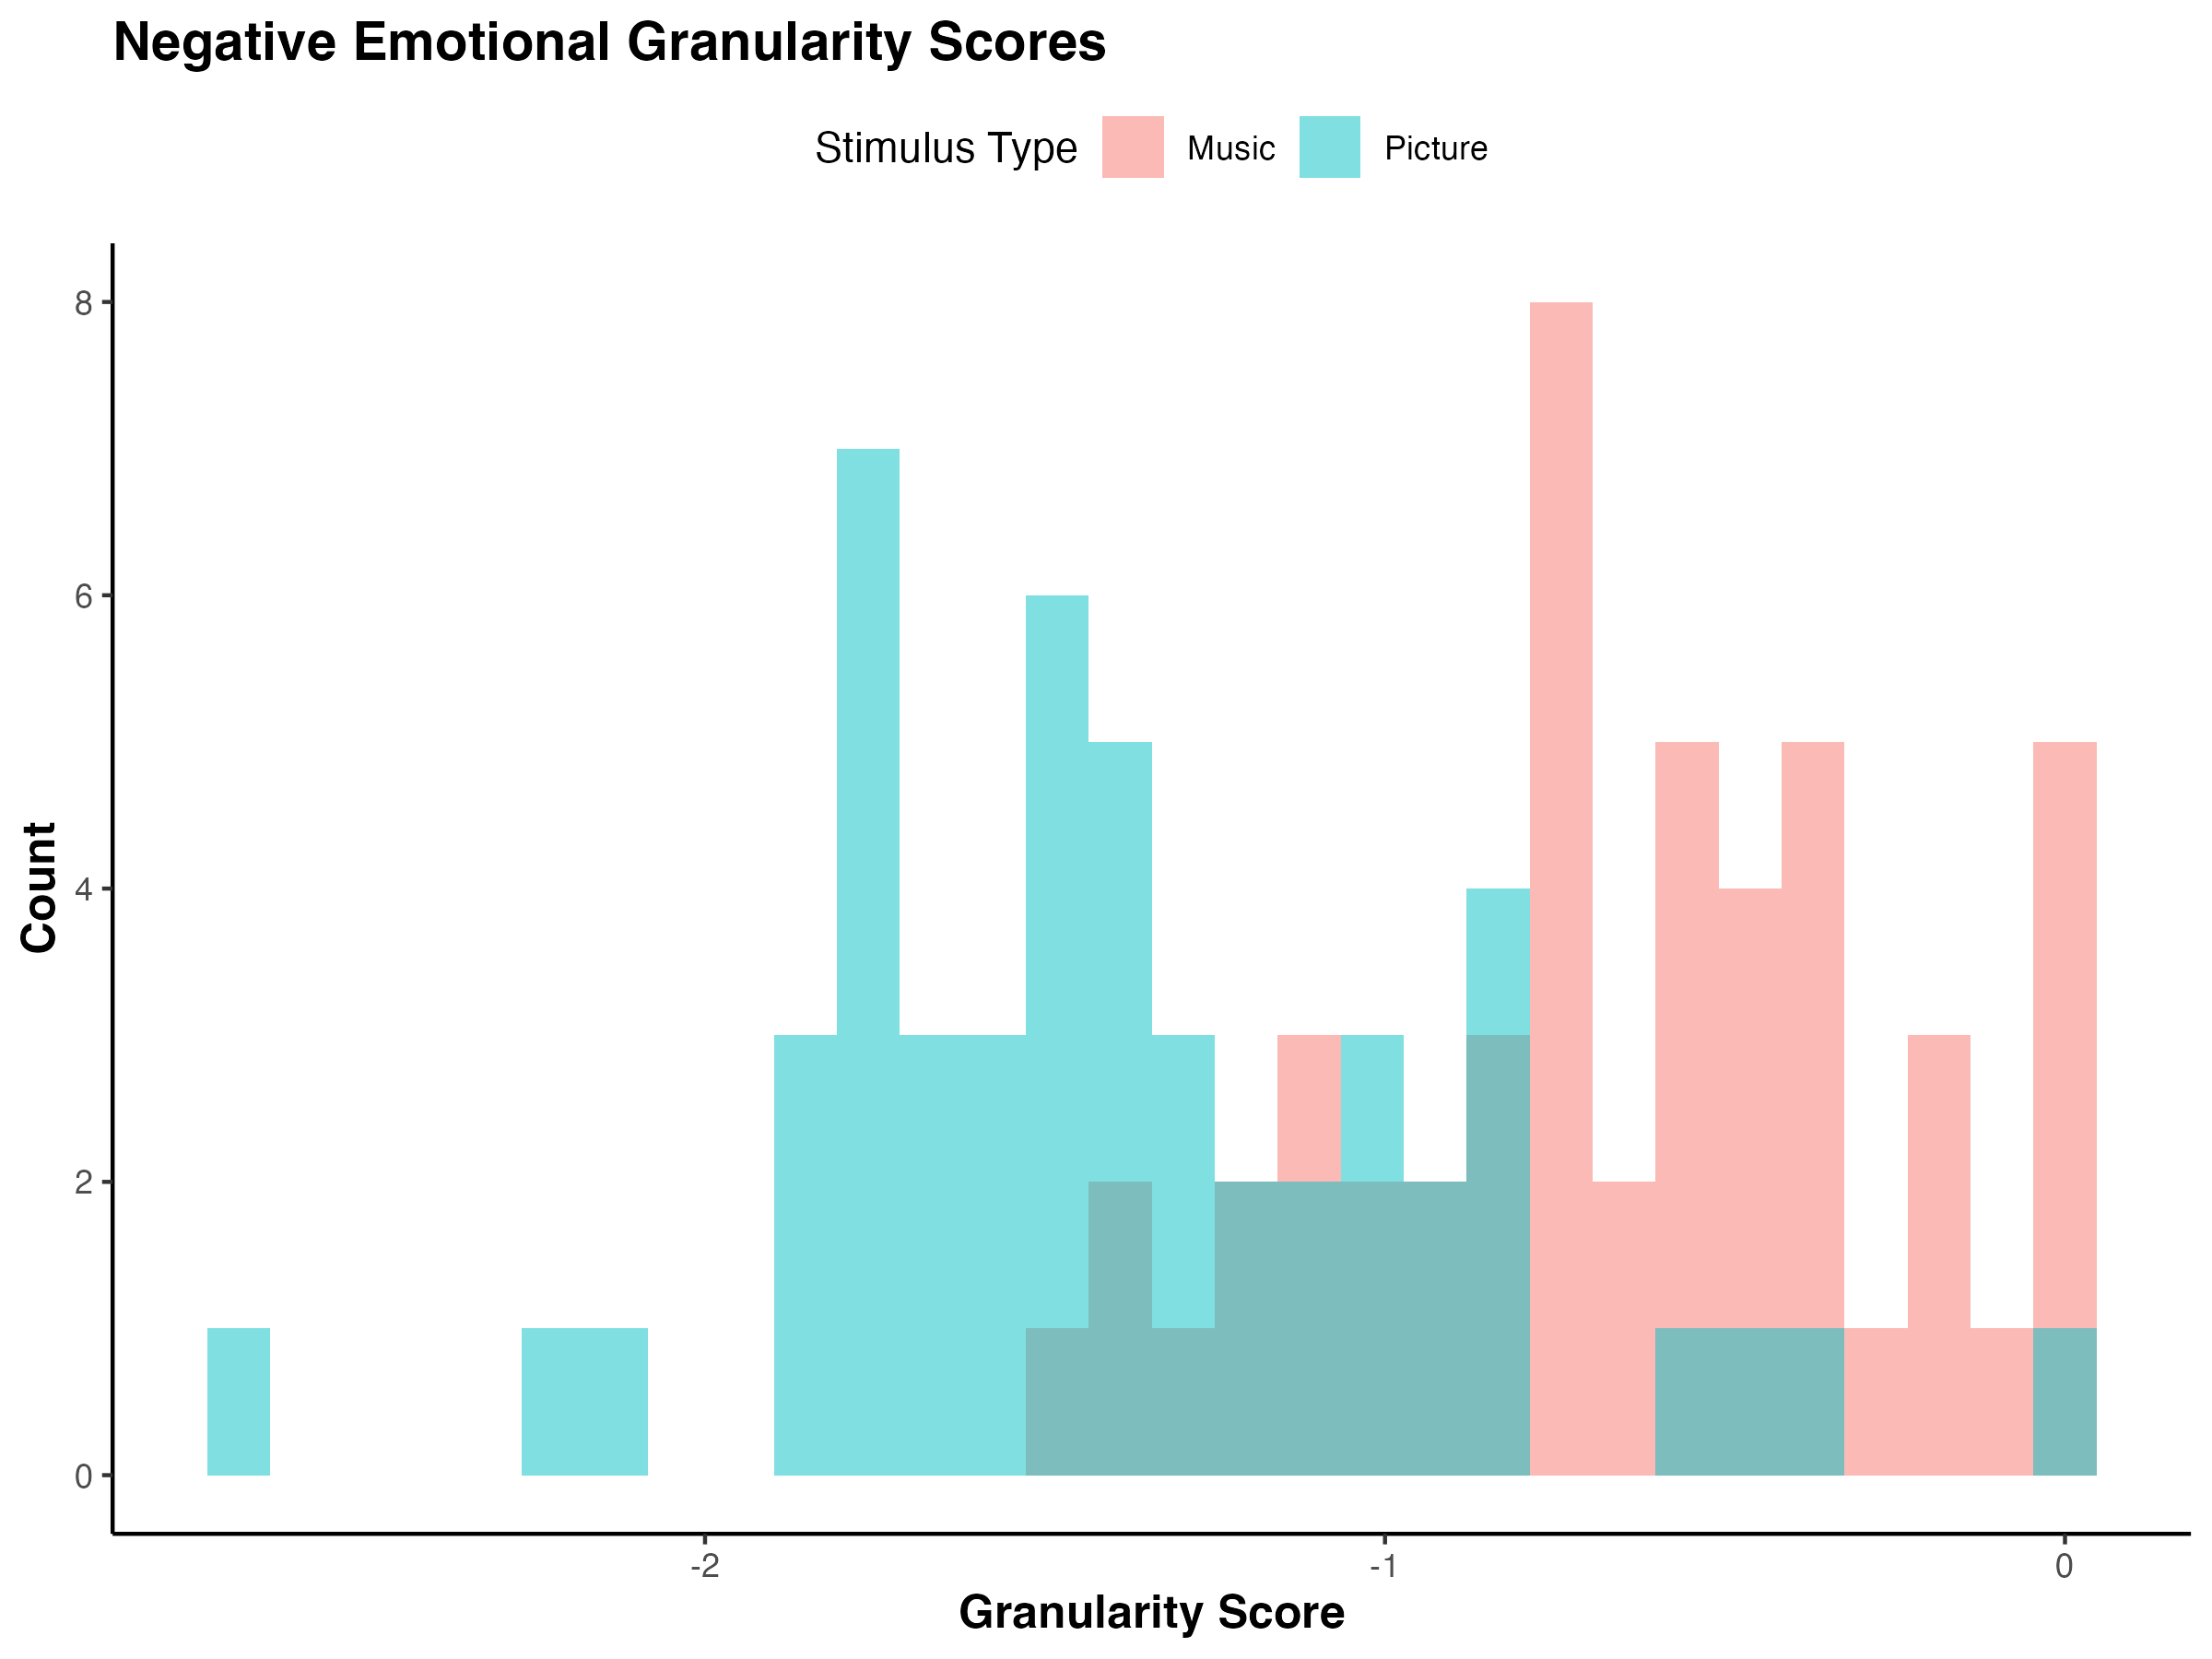 Negative Emotional Granularity Scores
Stimulus Type Music Picture
8
6
4
2
0
Count
-2 -1 0
Granularity Score